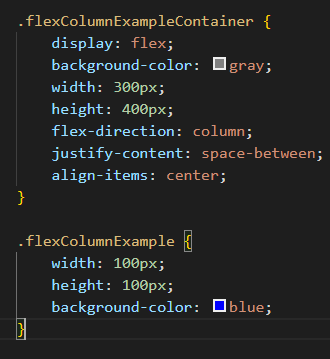 .flexColumnExampleContainer {
    display: flex;
    background-color: gray;
    width: 300px;
    height: 400px;
    flex-direction: column;
    justify-content: space-between;
    align-items: center;
}

.flexColumnExample {
    width: 100px;
    height: 100px;
    background-color: blue;
}